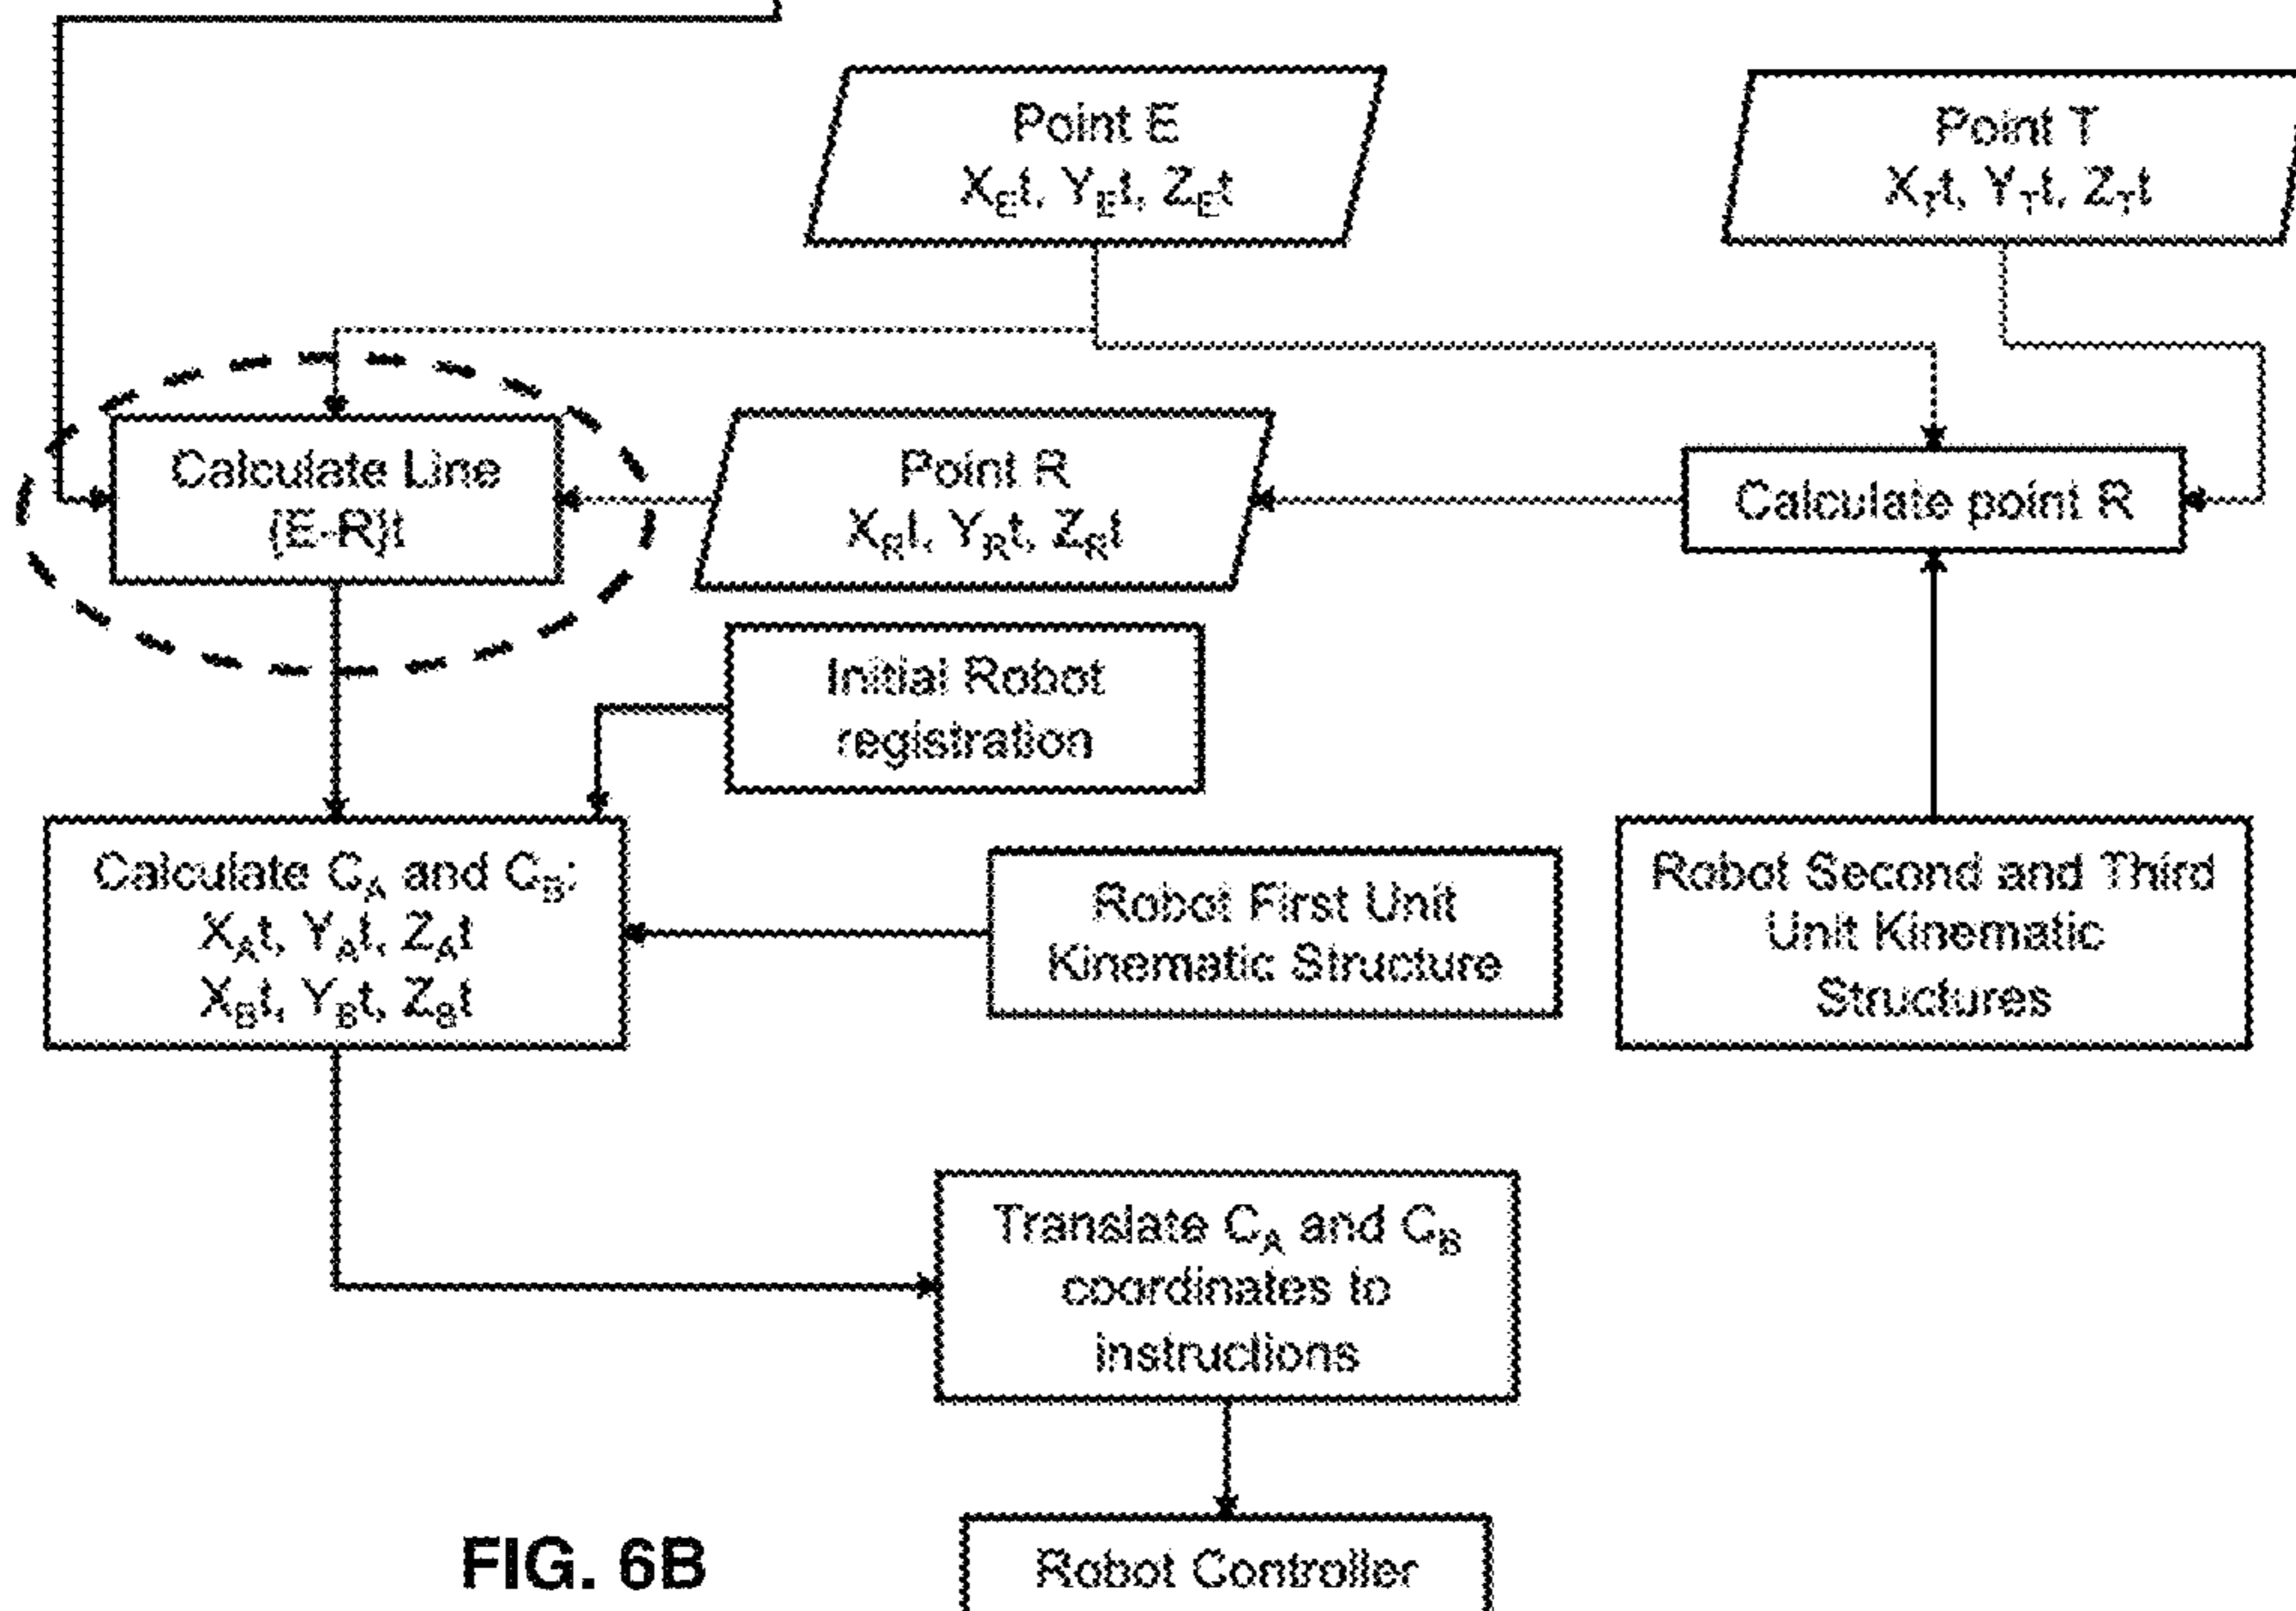 Point E
X_Et, Y_Et, Z_Et
Point T
X_Tt, Y_Tt, Z_Tt
Calculate Line
(E-R)t
Point R
X_Rt, Y_Rt, Z_Rt
Calculate point R
Initial Robot
registration
Calculate C_A and C_B:
X_At, Y_At, Z_At
X_Bt, Y_Bt, Z_Bt
Robot First Unit
Kinematic Structure
Robot Second and Third
Unit Kinematic
Structures
Translate C_A and C_B
coordinates to
instructions
Robot Controller
FIG. 6B